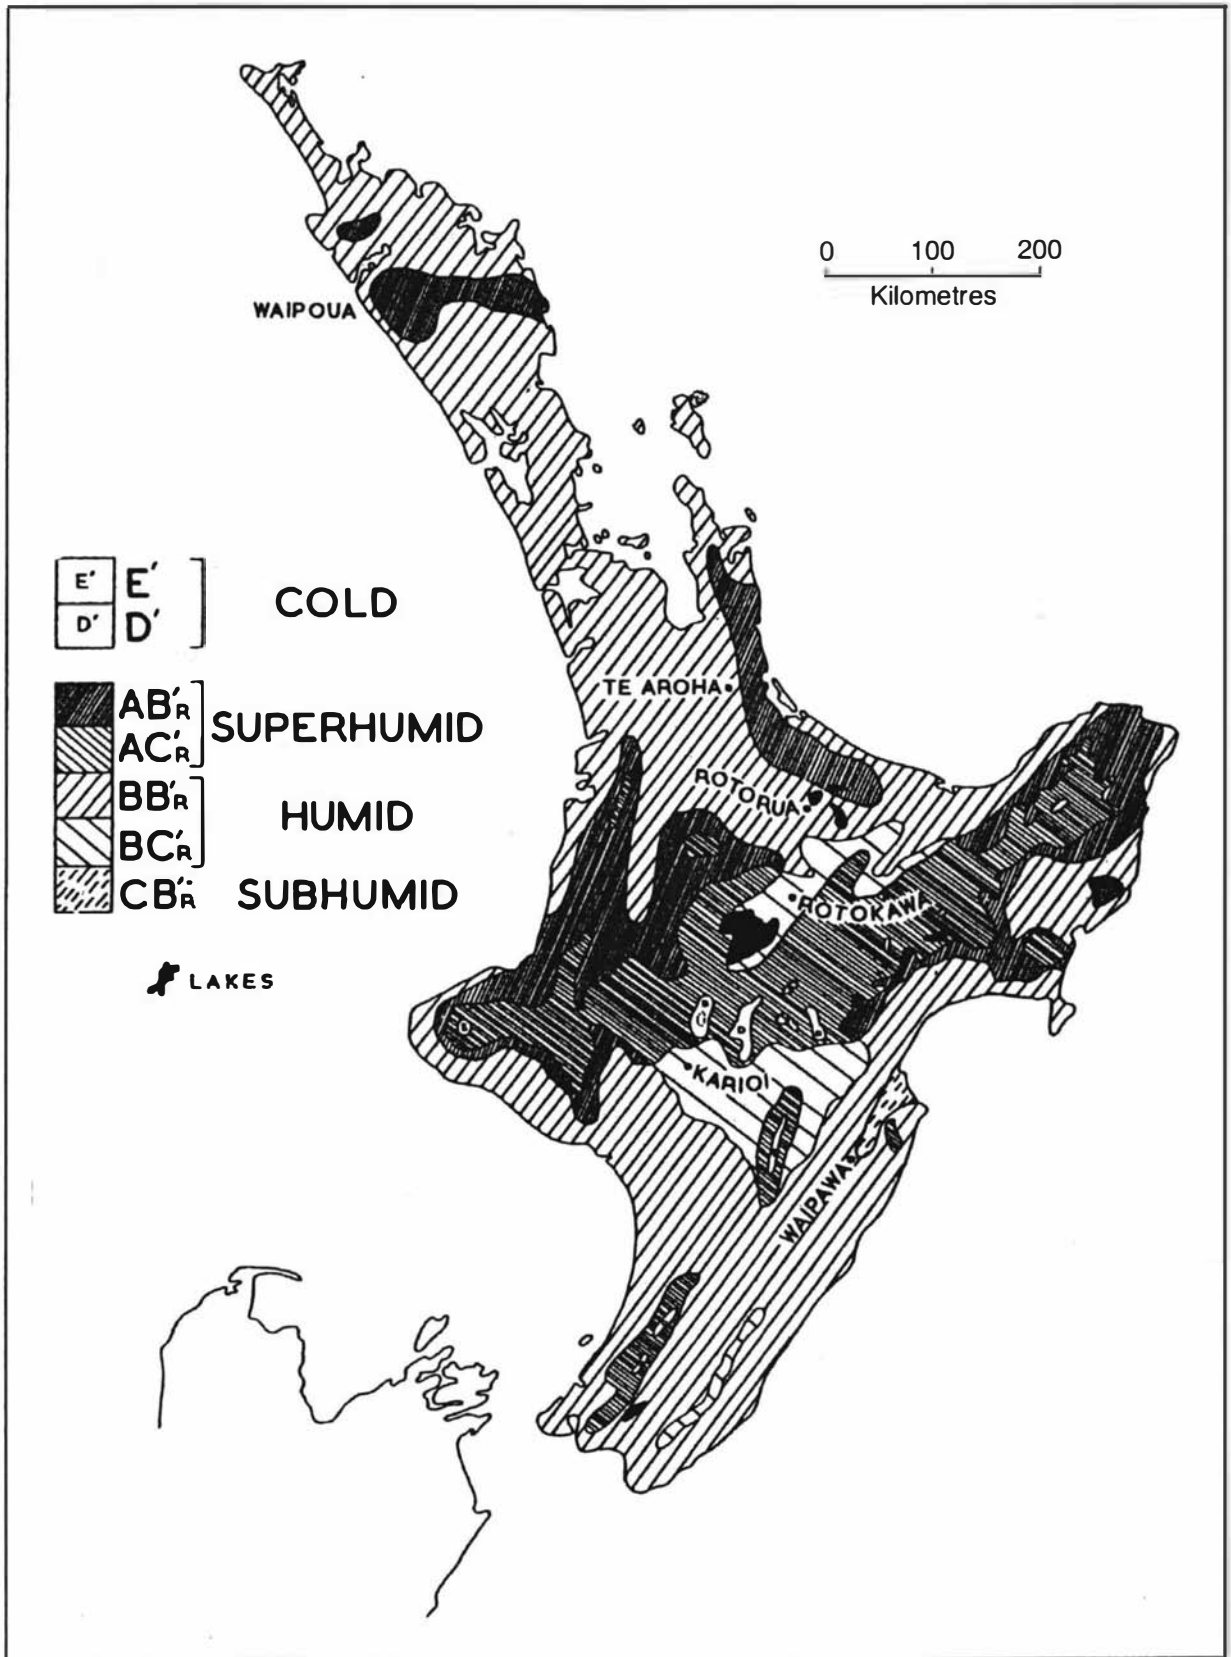 0 100 200
Kilometres
WAIPOUA
E' E'
D' D'
COLD
TE AROHA
AB'R
AC'R
SUPERHUMID
ROTORUA
BB'R
BC'R
HUMID
CB'R SUBHUMID
ROTOKAWA
LAKES
KARIOI
WAIPAWA